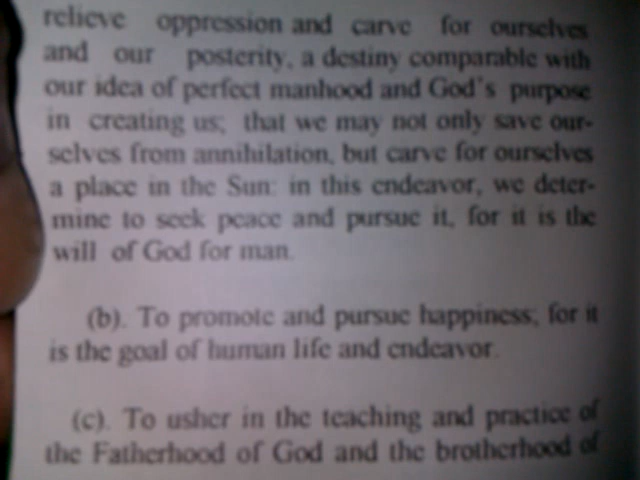 relieve oppression and carve for ourselves
and our posterity, a destiny comparable with
our idea of perfect manhood and God's purpose
in creating us; that we may not only save our-
selves from annihilation, but carve for ourselves
a place in the Sun: in this endeavor, we deter-
mine to seek peace and pursue it, for it is the
will of God for man.
(b). To promote and pursue happiness; for it
is the goal of human life and endeavor.
(c). To usher in the teaching and practice of
the Fatherhood of God and the brotherhood of